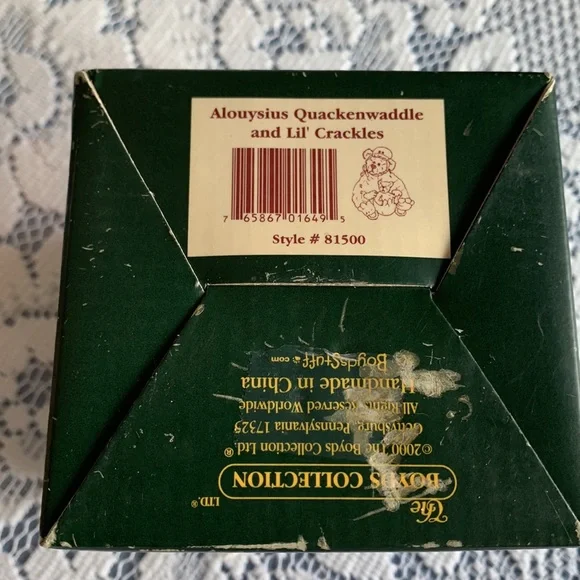 Alouysius Quackenwaddle
and Lil' Crackles
7 65867 01649 5
Style # 81500
The
BOYDS COLLECTION
LTD.®
©2000 The Boyds Collection Ltd.®
Gettysburg, Pennsylvania 17325
All Rights Reserved Worldwide
Handmade in China
BoydsStuff.com